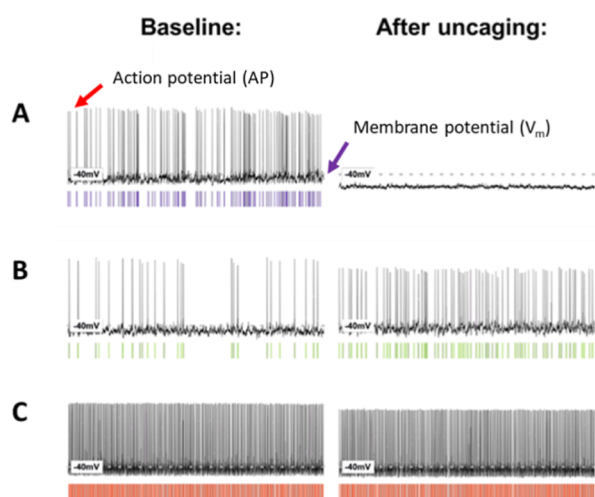 Baseline: After uncaging:
Action potential (AP)
A
Membrane potential (Vm)
-40mV -40mV
B
-40mV -40mV
C
-40mV -40mV